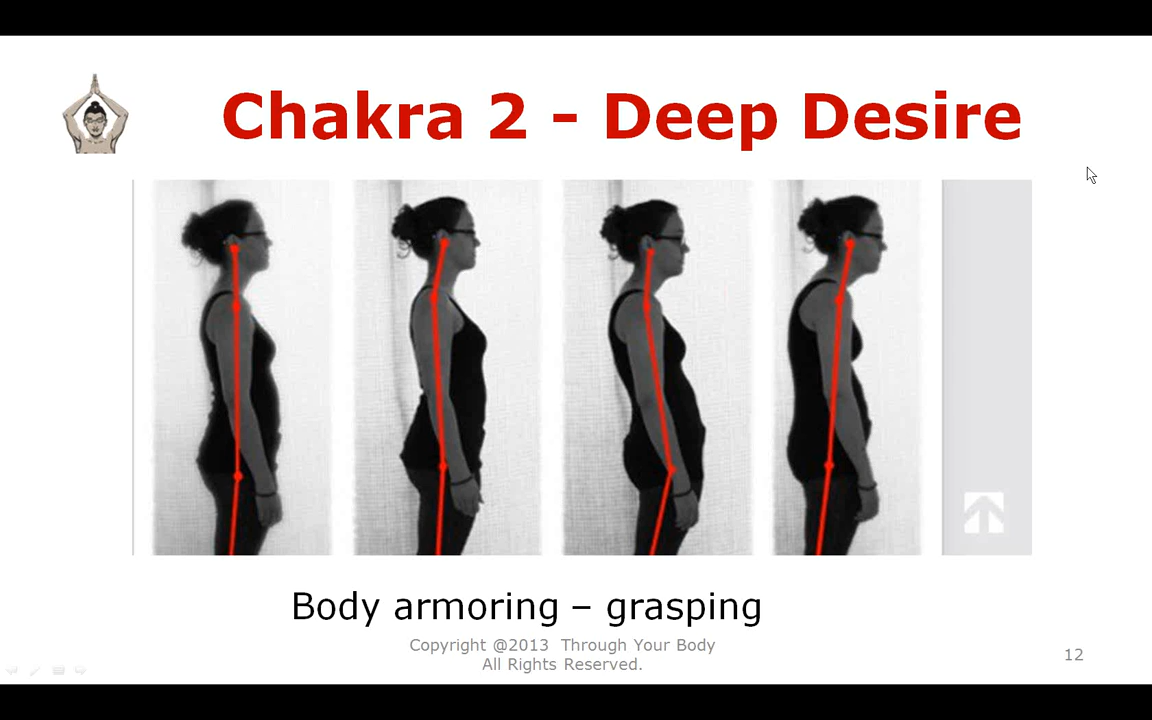 Chakra 2 - Deep Desire
Body armoring – grasping
Copyright @2013 Through Your Body
All Rights Reserved.
12